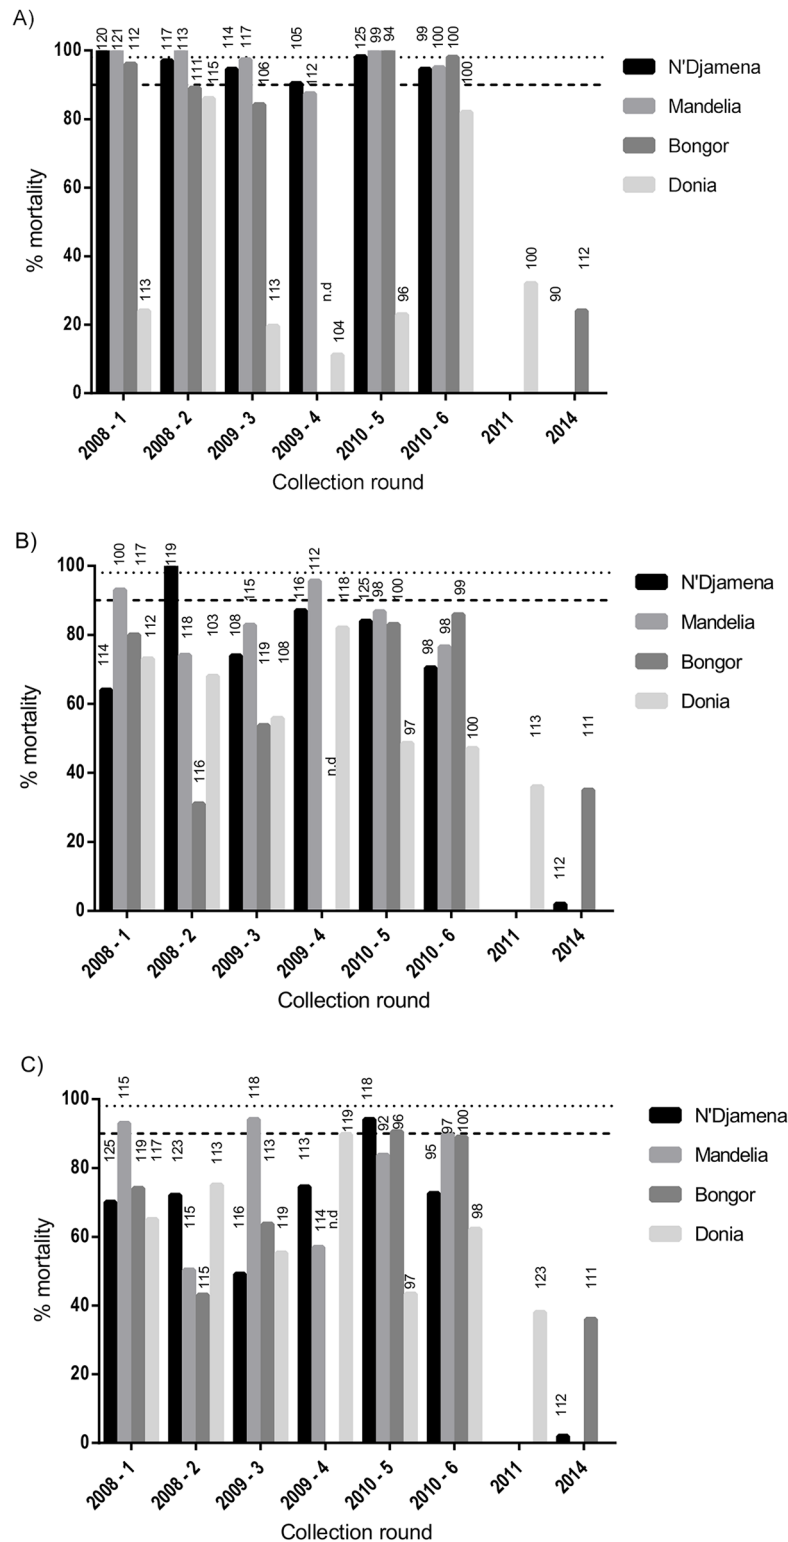 A)
120 121 112 113 117 113 111 115 114 117 106 113 105 112 n.d 104 125 99 94 96 99 100 100 100 100 90 112
100
80
60
40
20
0
% mortality
2008 - 1 2008 - 2 2009 - 3 2009 - 4 2010 - 5 2010 - 6 2011 2014
Collection round
N'Djamena
Mandelia
Bongor
Donia
B)
114 100 117 112 119 118 116 103 108 115 119 108 116 112 n.d 118 125 98 100 97 98 98 99 100 113 112 111
100
80
60
40
20
0
% mortality
2008 - 1 2008 - 2 2009 - 3 2009 - 4 2010 - 5 2010 - 6 2011 2014
Collection round
N'Djamena
Mandelia
Bongor
Donia
C)
125 115 119 117 123 115 115 113 116 118 113 119 113 114 n.d 119 118 92 96 97 95 97 100 98 123 112 111
100
80
60
40
20
0
% mortality
2008 - 1 2008 - 2 2009 - 3 2009 - 4 2010 - 5 2010 - 6 2011 2014
Collection round
N'Djamena
Mandelia
Bongor
Donia